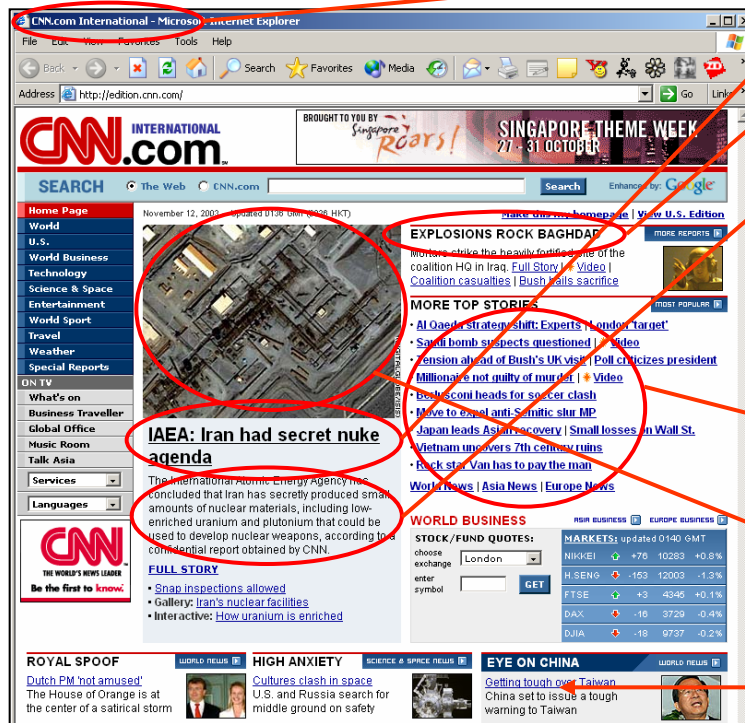 CNN.com International - Microsoft Internet Explorer
File Edit View Favorites Tools Help
Back Search Favorites Media
Address http://edition.cnn.com/ Go Links
CNN.com INTERNATIONAL
BROUGHT TO YOU BY Singapore Roars! SINGAPORE THEME WEEK
27 - 31 OCTOBER
SEARCH The Web CNN.com Search Enhanced by: Google
Home Page
World
U.S.
World Business
Technology
Science & Space
Entertainment
World Sport
Travel
Weather
Special Reports
ON TV
What's on
Business Traveller
Global Office
Music Room
Talk Asia
Services
Languages
CNN
THE WORLD'S NEWS LEADER
Be the first to know.
November 12, 2003 Updated 0136 GMT (0936 HKT)
IAEA: Iran had secret nuke
agenda
The International Atomic Energy Agency has
concluded that Iran has secretly produced small
amounts of nuclear materials, including low-
enriched uranium and plutonium that could be
used to develop nuclear weapons, according to a
confidential report obtained by CNN.
FULL STORY
▪ Snap inspections allowed
▪ Gallery: Iran's nuclear facilities
▪ Interactive: How uranium is enriched
Make this my homepage | View U.S. Edition
EXPLOSIONS ROCK BAGHDAD MORE REPORTS
Mortars strike the heavily fortified site of the
coalition HQ in Iraq. Full Story | Video |
Coalition casualties | Bush hails sacrifice
MORE TOP STORIES MOST POPULAR
• Al Qaeda strategy shift: Experts | London 'target'
• Saudi bomb suspects questioned | Video
• Tension ahead of Bush's UK visit | Poll criticizes president
• Millionaire not guilty of murder | Video
• Berlusconi heads for soccer clash
• Move to expel anti-Semitic slur MP
• Japan leads Asian recovery | Small losses on Wall St.
• Vietnam uncovers 7th century ruins
• Rock star Van has to pay the man
World News | Asia News | Europe News
WORLD BUSINESS ASIA BUSINESS EUROPE BUSINESS
STOCK/FUND QUOTES:
choose exchange London
enter symbol GET
MARKETS: updated 0140 GMT
NIKKEI +76 10283 +0.8%
H.SENG -153 12003 -1.3%
FTSE +3 4345 +0.1%
DAX -16 3729 -0.4%
DJIA -18 9737 -0.2%
ROYAL SPOOF WORLD NEWS
Dutch PM 'not amused'
The House of Orange is at
the center of a satirical storm
HIGH ANXIETY SCIENCE & SPACE NEWS
Cultures clash in space
U.S. and Russia search for
middle ground on safety
EYE ON CHINA WORLD NEWS
Getting tough over Taiwan
China set to issue a tough
warning to Taiwan